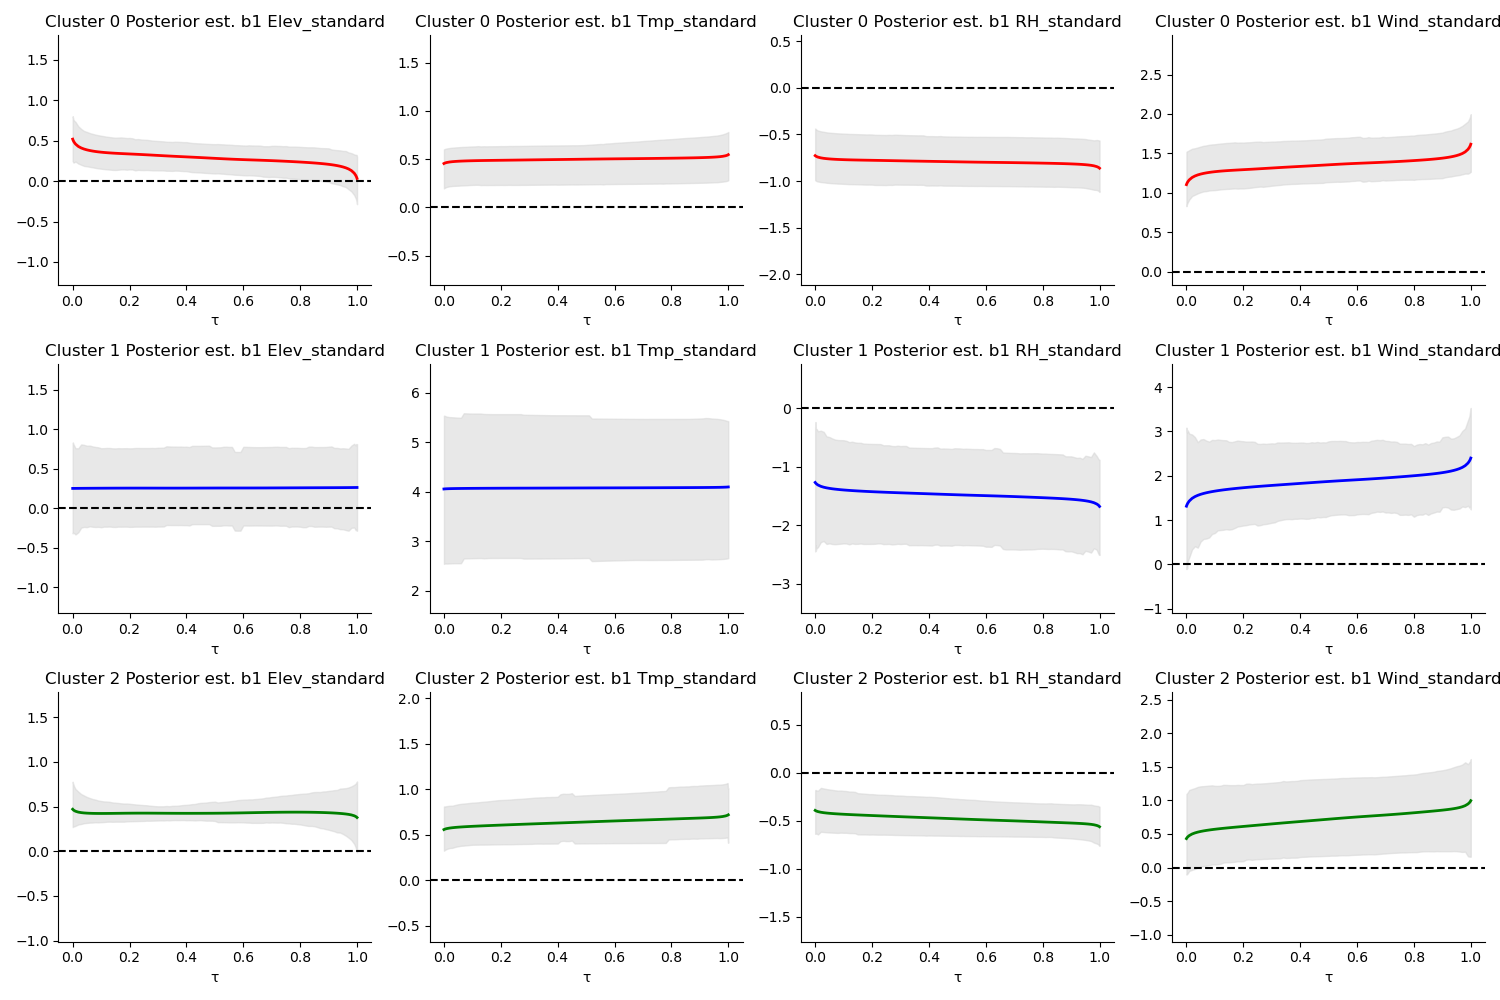 Cluster 0 Posterior est. b1 Elev_standard
1.5
1.0
0.5
0.0
−0.5
−1.0
0.0 0.2 0.4 0.6 0.8 1.0
τ
Cluster 0 Posterior est. b1 Tmp_standard
1.5
1.0
0.5
0.0
−0.5
0.0 0.2 0.4 0.6 0.8 1.0
τ
Cluster 0 Posterior est. b1 RH_standard
0.5
0.0
−0.5
−1.0
−1.5
−2.0
0.0 0.2 0.4 0.6 0.8 1.0
τ
Cluster 0 Posterior est. b1 Wind_standard
2.5
2.0
1.5
1.0
0.5
0.0
0.0 0.2 0.4 0.6 0.8 1.0
τ
Cluster 1 Posterior est. b1 Elev_standard
1.5
1.0
0.5
0.0
−0.5
−1.0
0.0 0.2 0.4 0.6 0.8 1.0
τ
Cluster 1 Posterior est. b1 Tmp_standard
6
5
4
3
2
0.0 0.2 0.4 0.6 0.8 1.0
τ
Cluster 1 Posterior est. b1 RH_standard
0
−1
−2
−3
0.0 0.2 0.4 0.6 0.8 1.0
τ
Cluster 1 Posterior est. b1 Wind_standard
4
3
2
1
0
−1
0.0 0.2 0.4 0.6 0.8 1.0
τ
Cluster 2 Posterior est. b1 Elev_standard
1.5
1.0
0.5
0.0
−0.5
−1.0
0.0 0.2 0.4 0.6 0.8 1.0
τ
Cluster 2 Posterior est. b1 Tmp_standard
2.0
1.5
1.0
0.5
0.0
−0.5
0.0 0.2 0.4 0.6 0.8 1.0
τ
Cluster 2 Posterior est. b1 RH_standard
0.5
0.0
−0.5
−1.0
−1.5
0.0 0.2 0.4 0.6 0.8 1.0
τ
Cluster 2 Posterior est. b1 Wind_standard
2.5
2.0
1.5
1.0
0.5
0.0
−0.5
−1.0
0.0 0.2 0.4 0.6 0.8 1.0
τ